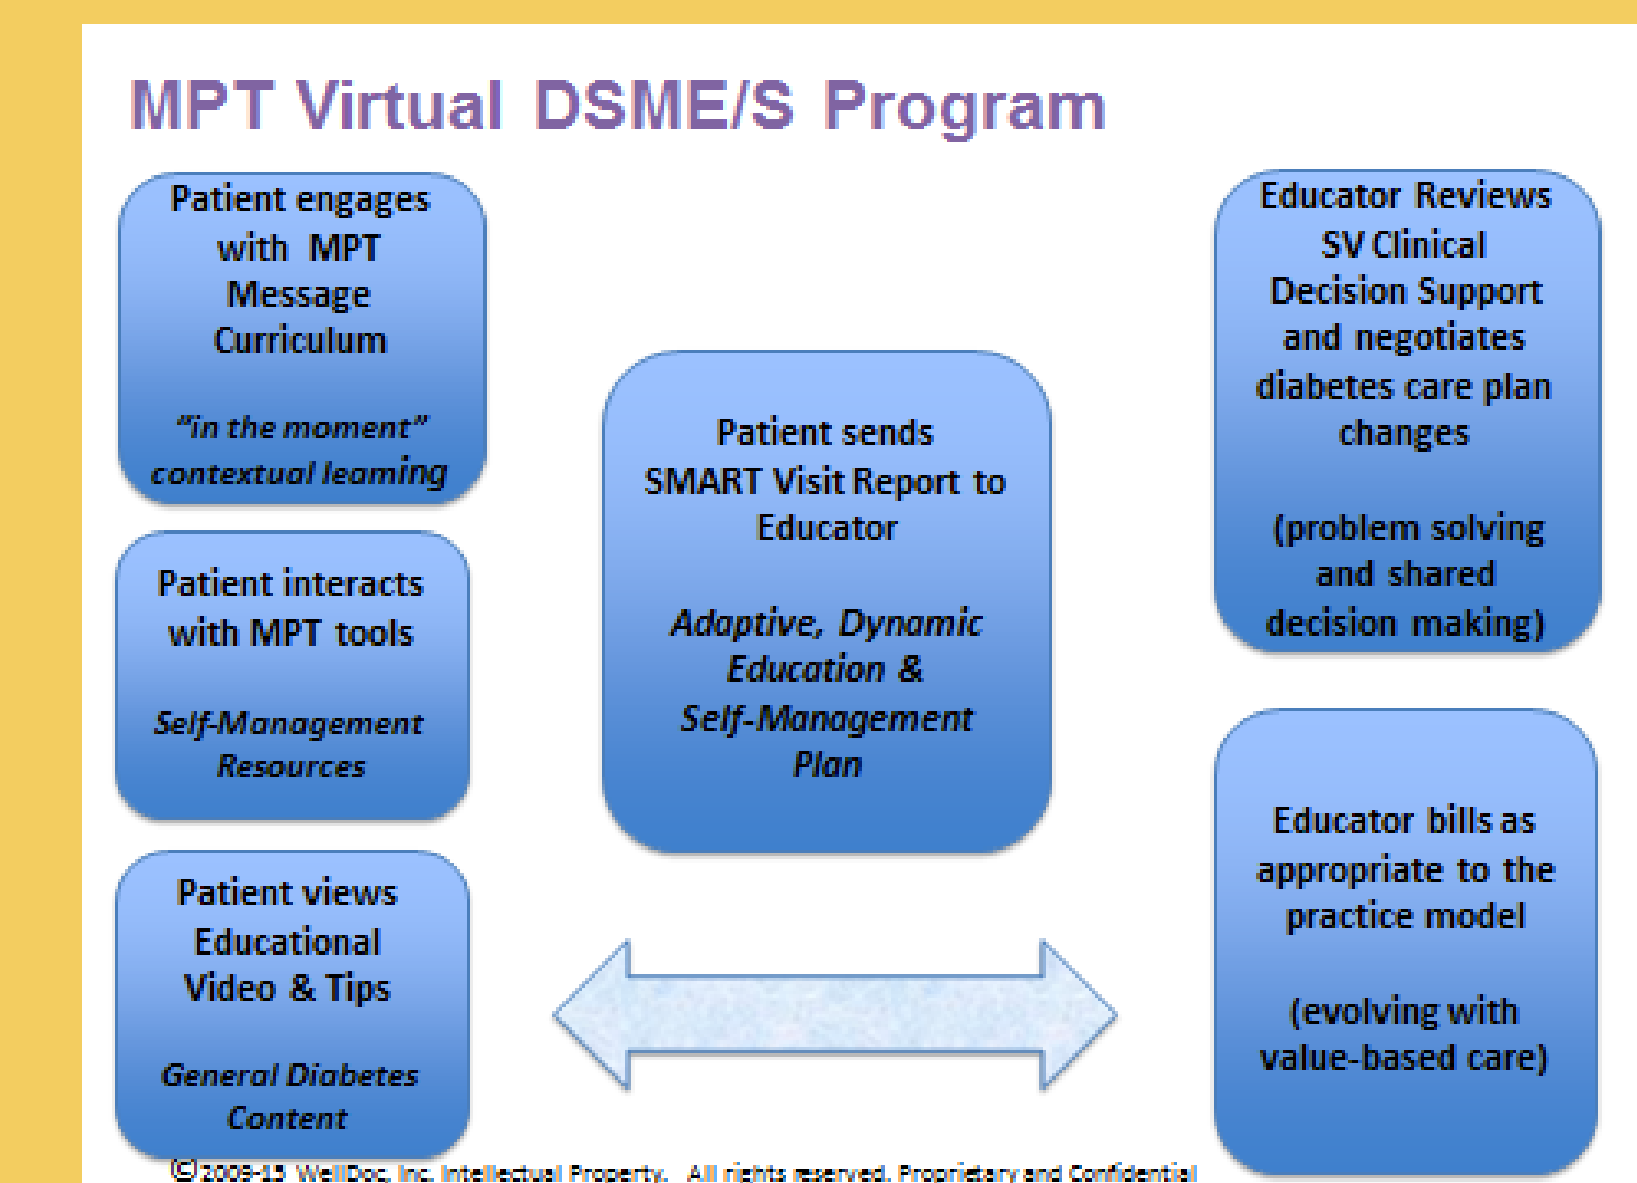 MPT Virtual DSME/S Program
Patient engages
with MPT
Message
Curriculum
"in the moment"
contextual learning
Patient interacts
with MPT tools
Self-Management
Resources
Patient views
Educational
Video & Tips
General Diabetes
Content
Patient sends
SMART Visit Report to
Educator
Adaptive, Dynamic
Education &
Self-Management
Plan
Educator Reviews
SV Clinical
Decision Support
and negotiates
diabetes care plan
changes
(problem solving
and shared
decision making)
Educator bills as
appropriate to the
practice model
(evolving with
value-based care)
©2009-15 WellDoc, Inc. Intellectual Property. All rights reserved. Proprietary and Confidential